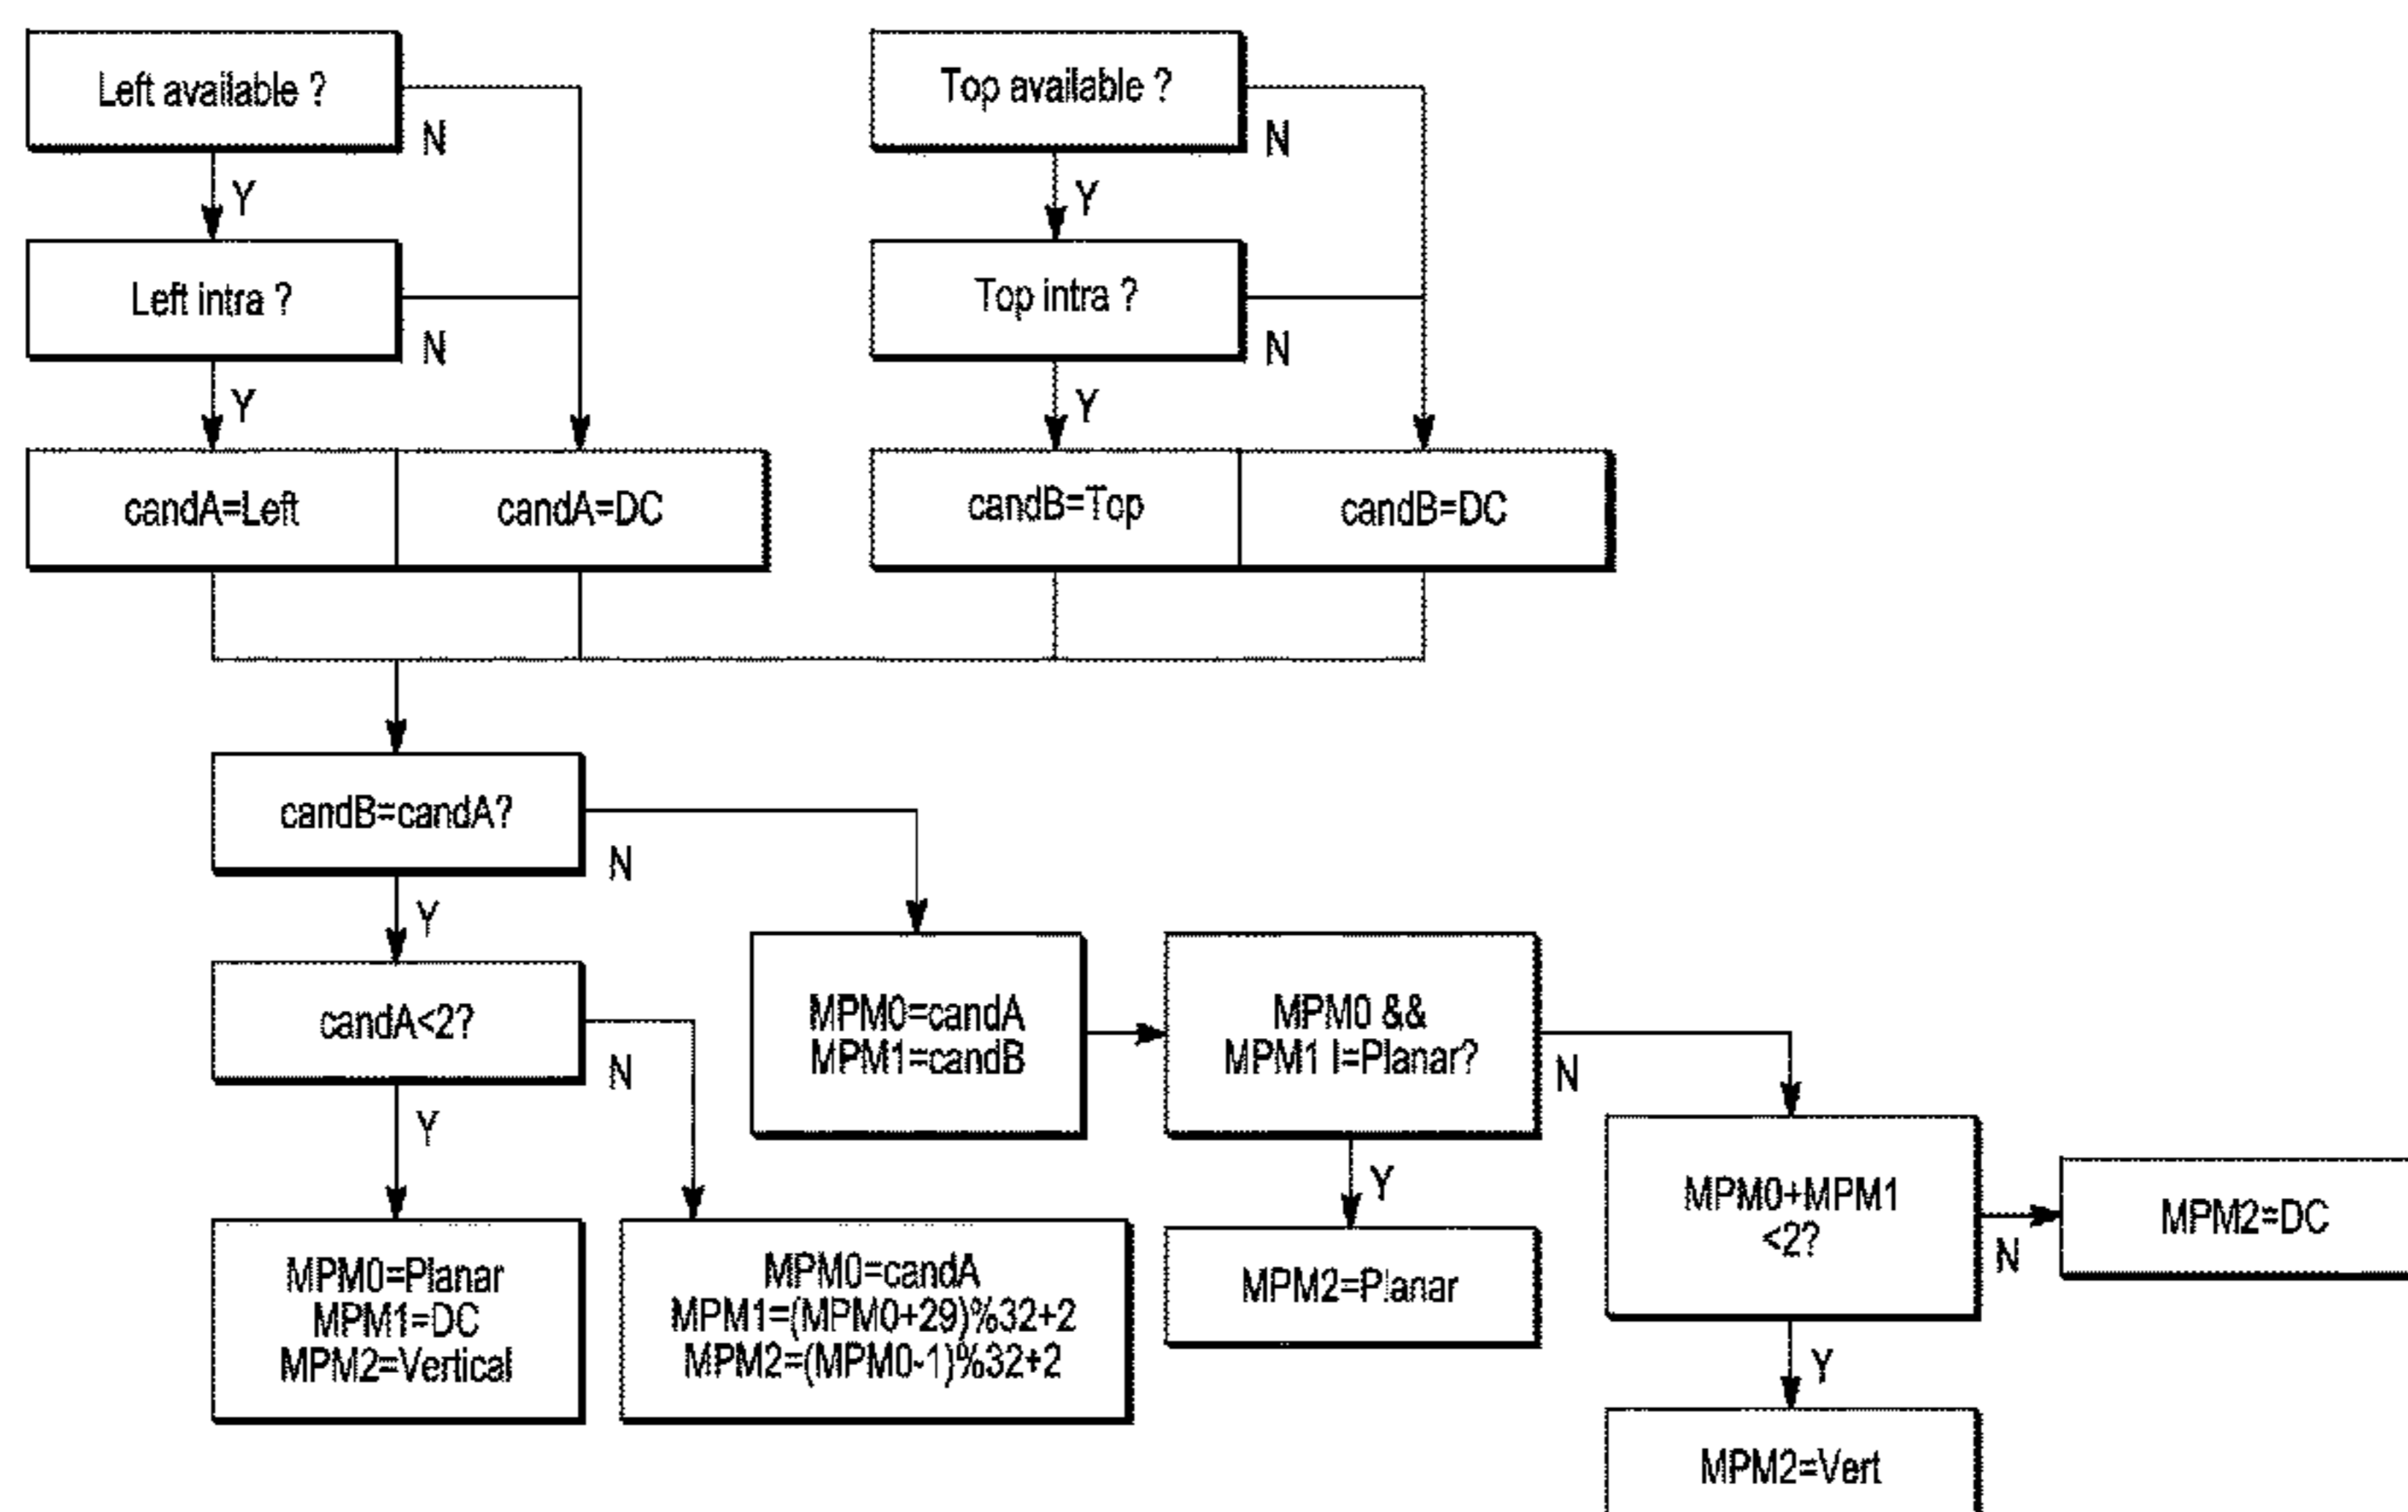 Left available ?
N
Y
Left intra ?
N
Y
candA=Left
candA=DC
Top available ?
N
Y
Top intra ?
N
Y
candB=Top
candB=DC
candB=candA?
N
Y
candA<2?
N
Y
MPM0=Planar
MPM1=DC
MPM2=Vertical
MPM0=candA
MPM1=(MPM0+29)%32+2
MPM2=(MPM0-1)%32+2
MPM0=candA
MPM1=candB
MPM0 &&
MPM1 !=Planar?
N
Y
MPM2=Planar
MPM0+MPM1
<2?
N
Y
MPM2=DC
MPM2=Vert